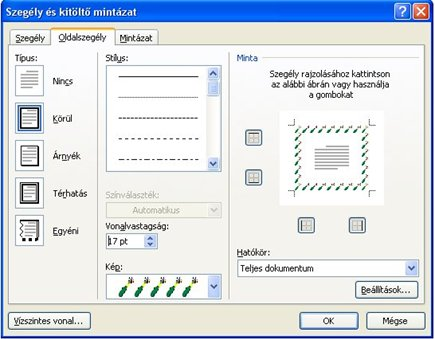 Szegély és kitöltő mintázat
Szegély
Oldalszegély
Mintázat
Típus:
Nincs
Körül
Árnyék
Térhatás
Egyéni
Stílus:
Színválaszték:
Automatikus
Vonalvastagság:
17 pt
Kép:
Minta
Szegély rajzolásához kattintson
az alábbi ábrán vagy használja
a gombokat
Hatókör:
Teljes dokumentum
Beállítások...
Vízszintes vonal...
OK
Mégse